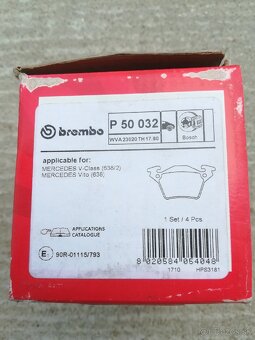 brembo
P 50 032
WVA 23020 TH 17.80
Bosch
applicable for:
MERCEDES V-Class (638/2)
MERCEDES Vito (638)
1 Set / 4 Pcs
APPLICATIONS
CATALOGUE
90R-01115/793
8 020584 054048
1710
HPS3181